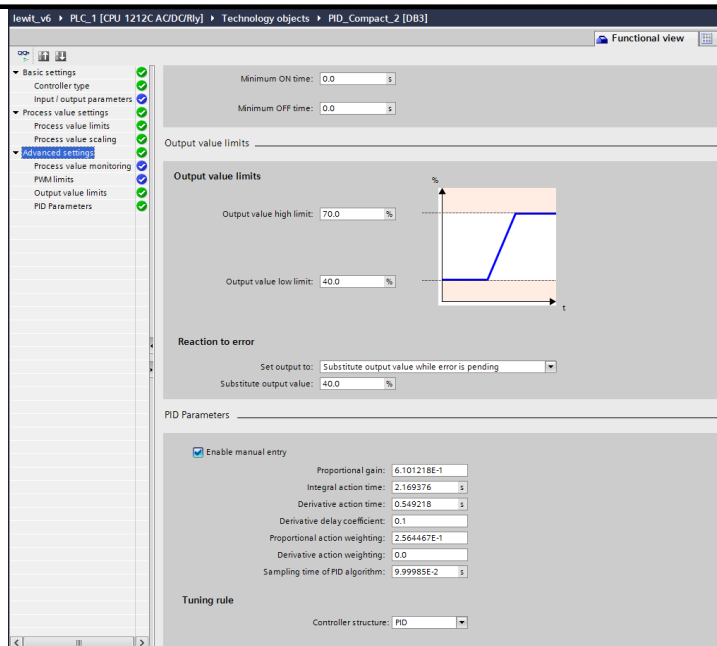 lewit_v6 ▸ PLC_1 [CPU 1212C AC/DC/Rly] ▸ Technology objects ▸ PID_Compact_2 [DB3]
Functional view
Basic settings
Controller type
Input / output parameters
Process value settings
Process value limits
Process value scaling
Advanced settings
Process value monitoring
PWM limits
Output value limits
PID Parameters
Minimum ON time: 0.0 s
Minimum OFF time: 0.0 s
Output value limits
Output value limits
%
Output value high limit: 70.0 %
Output value low limit: 40.0 %
t
Reaction to error
Set output to: Substitute output value while error is pending
Substitute output value: 40.0 %
PID Parameters
Enable manual entry
Proportional gain: 6.101218E-1
Integral action time: 2.169376 s
Derivative action time: 0.549218 s
Derivative delay coefficient: 0.1
Proportional action weighting: 2.564467E-1
Derivative action weighting: 0.0
Sampling time of PID algorithm: 9.99985E-2 s
Tuning rule
Controller structure: PID